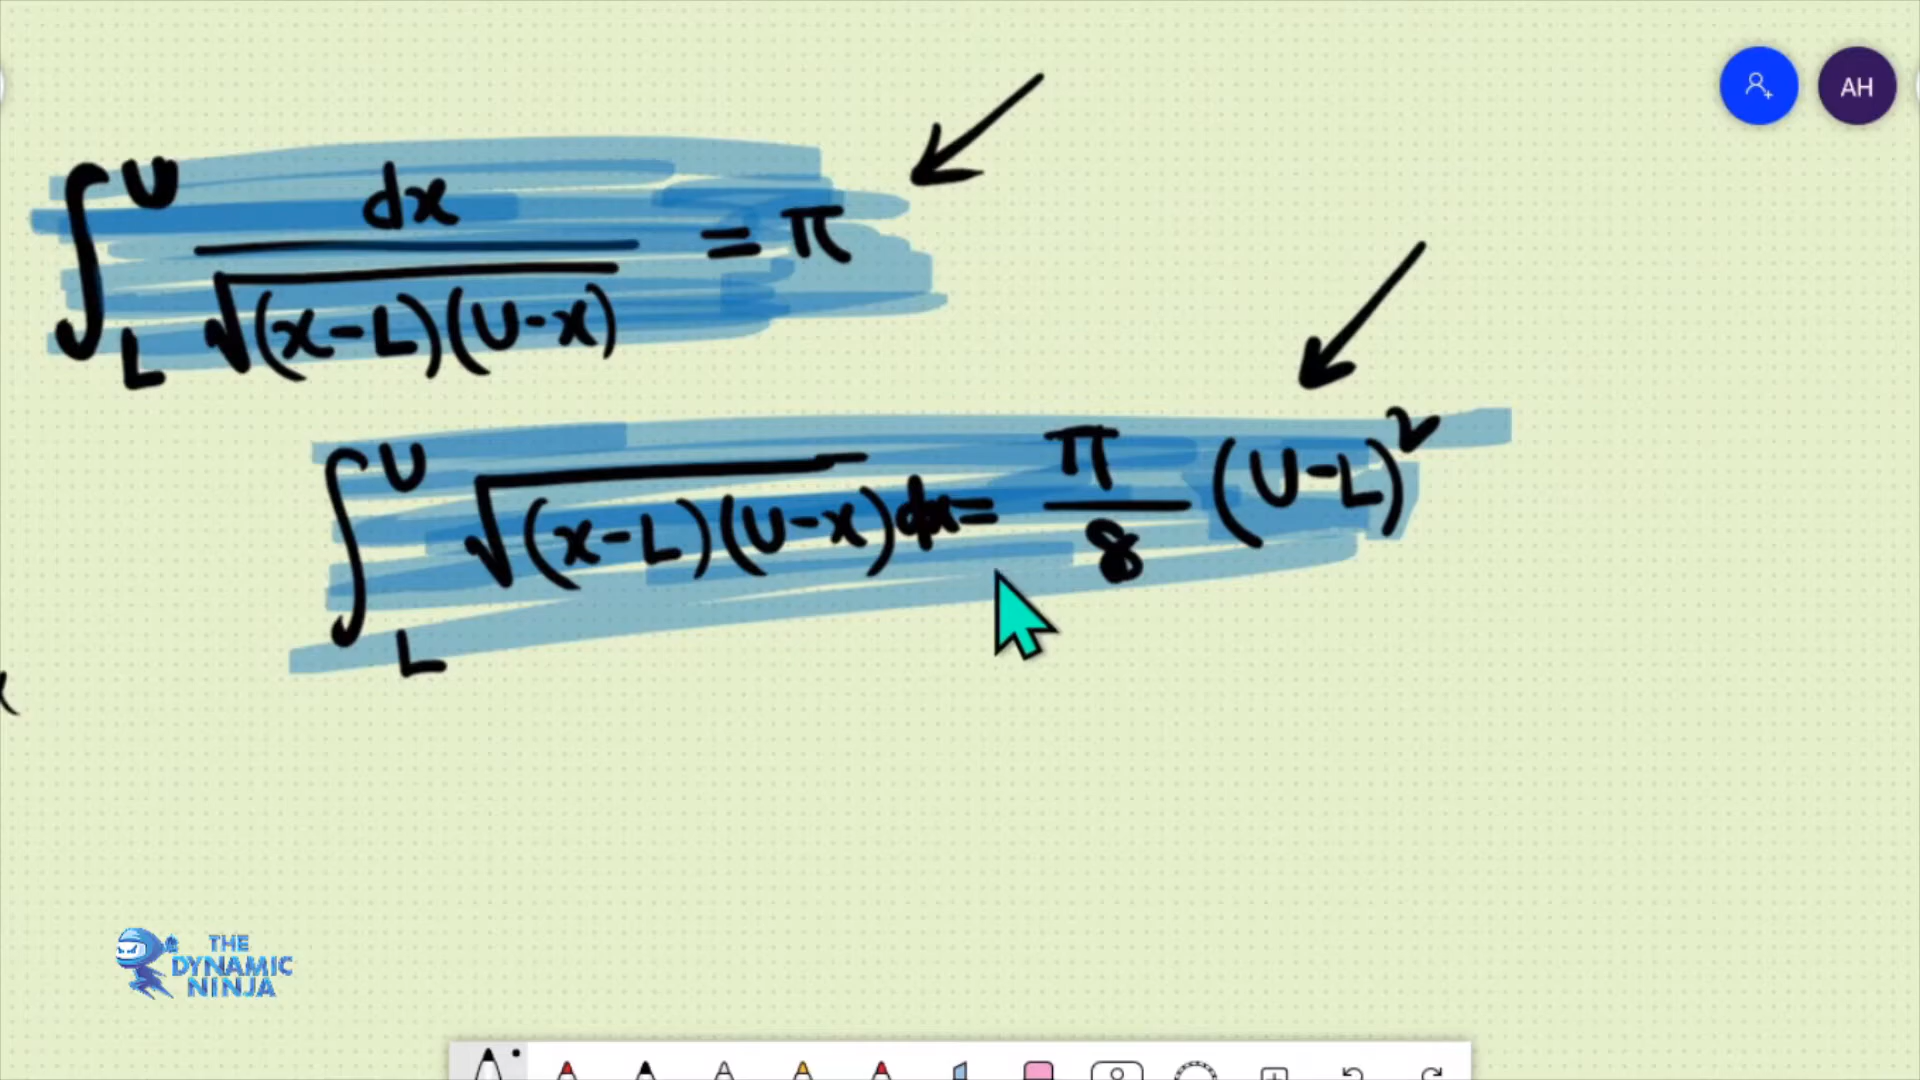 AH
∫_L^U dx / √((x-L)(U-x)) = π
∫_L^U √((x-L)(U-x)) dx = π/8 (U-L)²
THE
DYNAMIC
NINJA